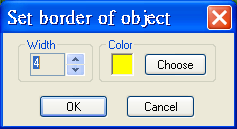 Set border of object
Width Color
4 Choose
OK Cancel